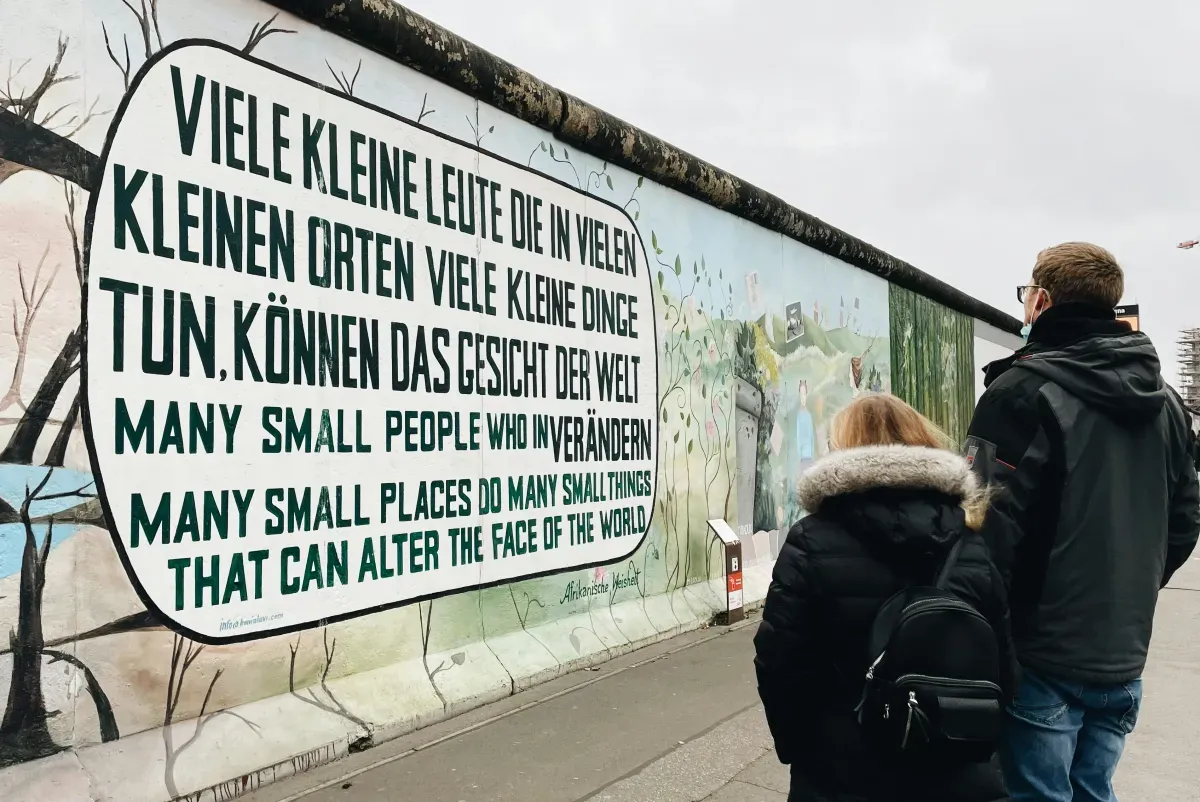 VIELE KLEINE LEUTE DIE IN VIELEN
KLEINEN ORTEN VIELE KLEINE DINGE
TUN, KÖNNEN DAS GESICHT DER WELT
VERÄNDERN
MANY SMALL PEOPLE WHO IN
MANY SMALL PLACES DO MANY SMALL THINGS
THAT CAN ALTER THE FACE OF THE WORLD
Afrikanische Weisheit